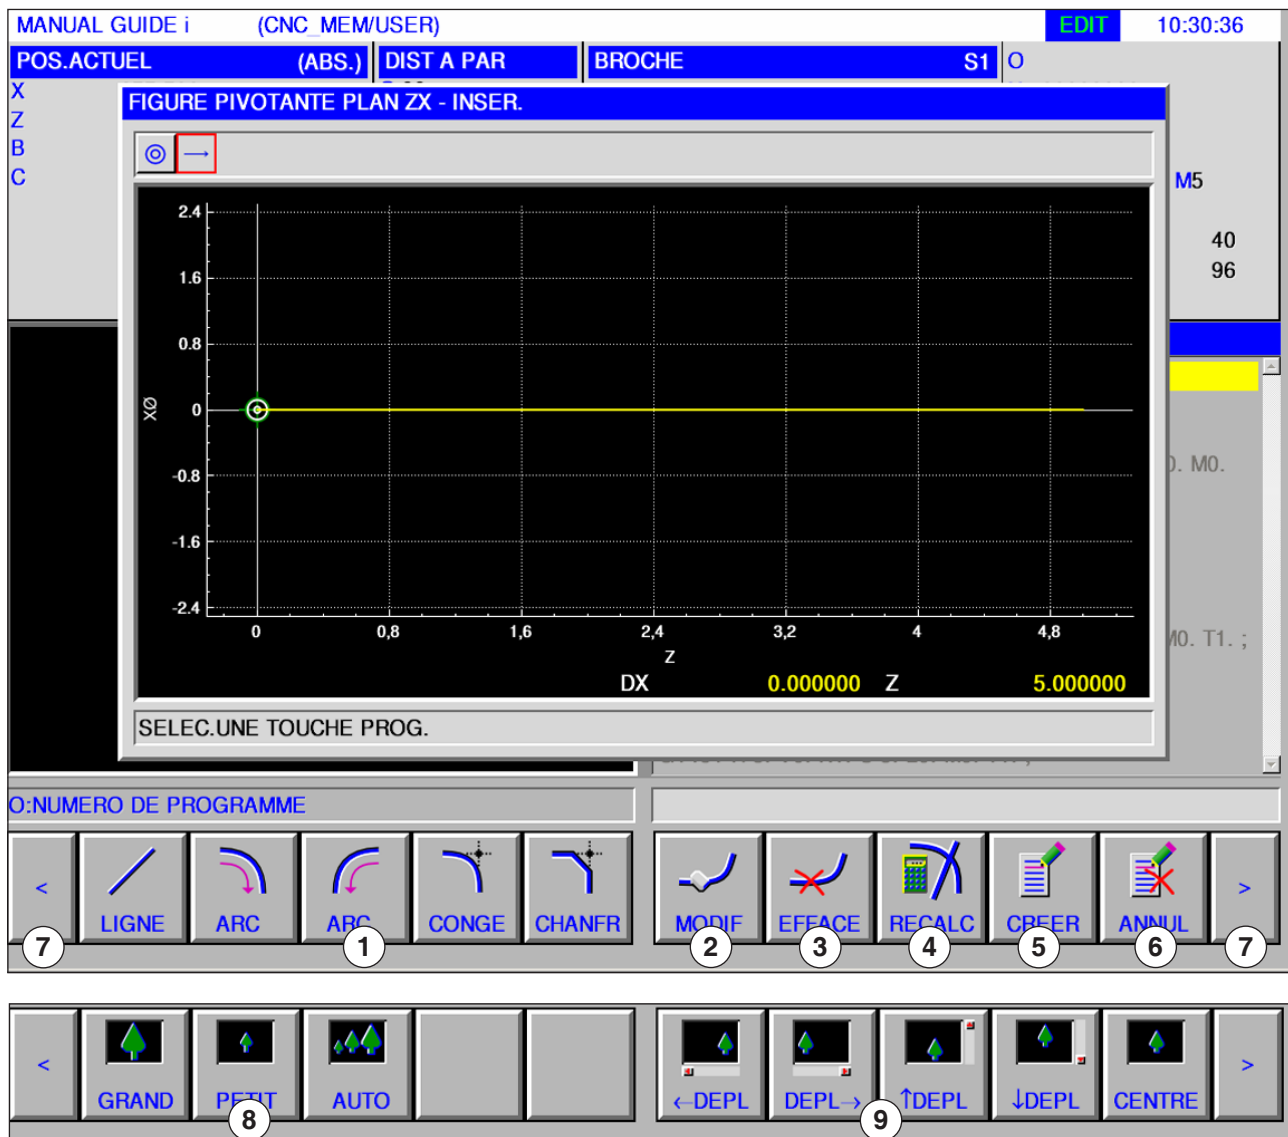 MANUAL GUIDE i (CNC_MEM/USER) EDIT 10:30:36
POS.ACTUEL (ABS.) DIST A PAR BROCHE S1 O
X
Z
B
C
FIGURE PIVOTANTE PLAN ZX - INSER.
M5
40
96
2.4
1.6
0.8
0
-0.8
-1.6
-2.4
XØ
0 0,8 1,6 2,4 3,2 4 4,8
Z
DX 0.000000 Z 5.000000
0. M0.
M0. T1. ;
SELEC.UNE TOUCHE PROG.
O:NUMERO DE PROGRAMME
< LIGNE ARC ARC CONGE CHANFR MODIF EFFACE RECALC CREER ANNUL >
7 1 2 3 4 5 6 7
< GRAND PETIT AUTO ←DEPL DEPL→ ↑DEPL ↓DEPL CENTRE >
8 9